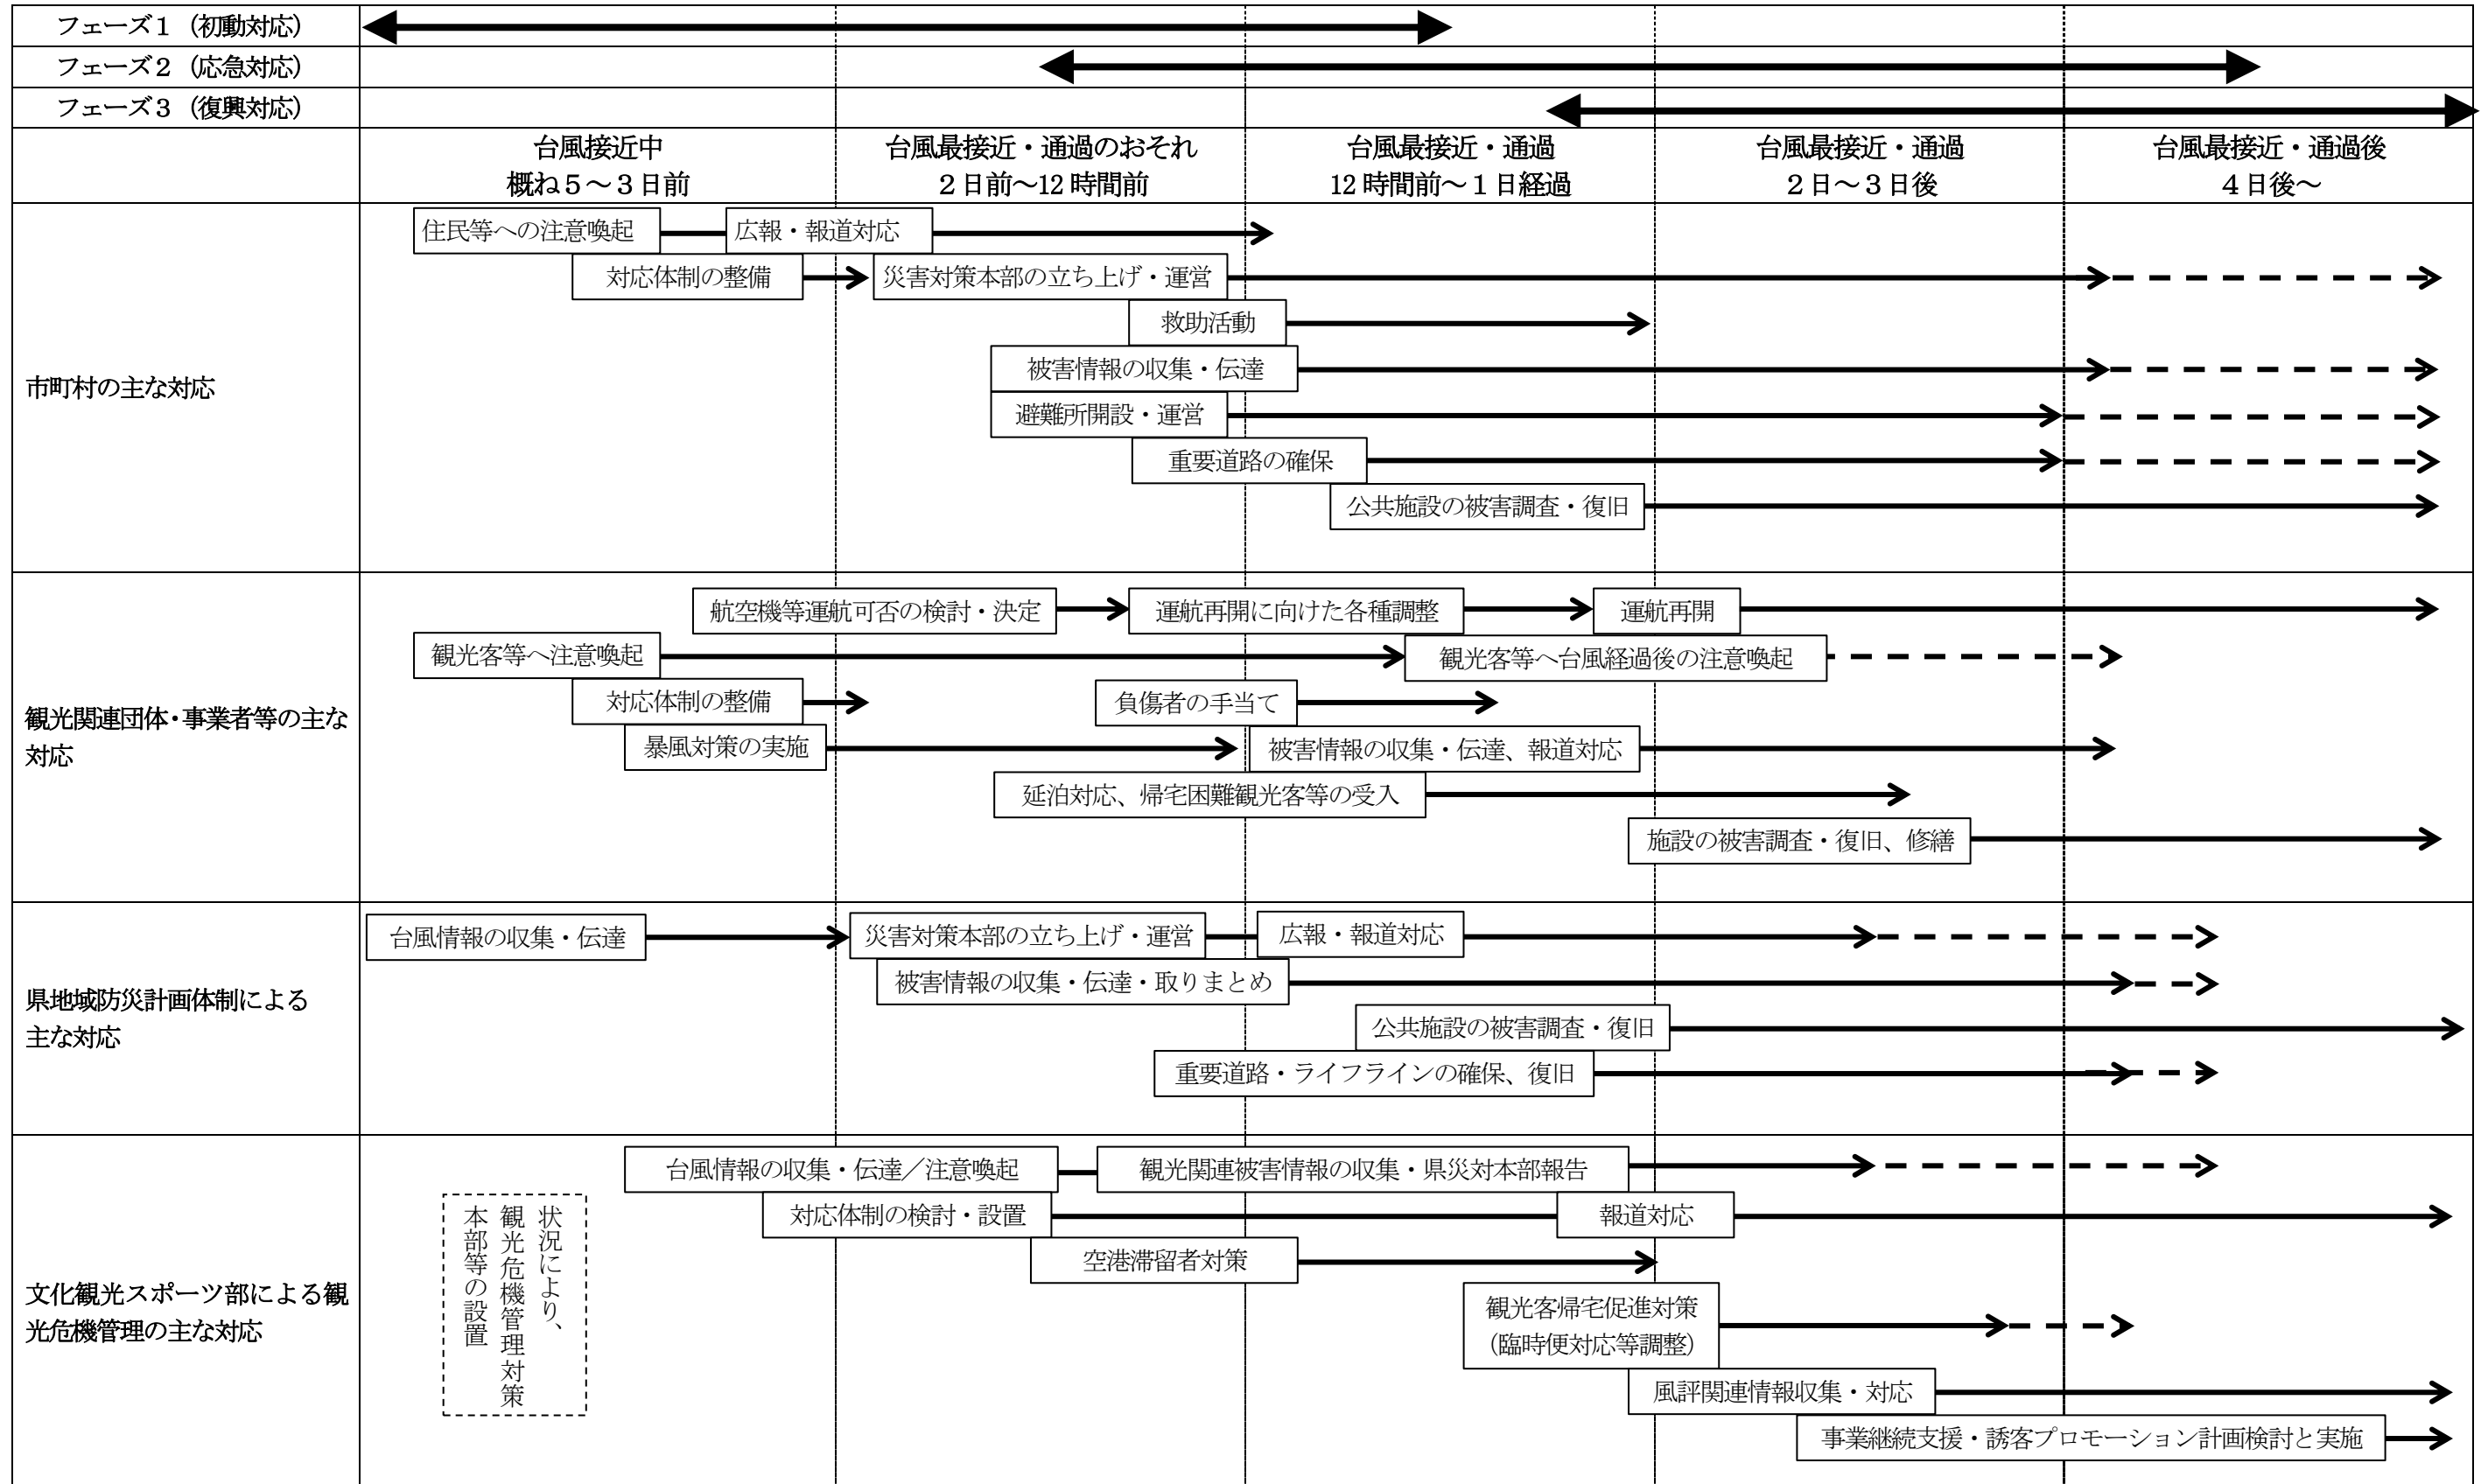 フェーズ１（初動対応）
フェーズ２（応急対応）
フェーズ３（復興対応）
台風接近中
概ね５～３日前
台風最接近・通過のおそれ
２日前～12 時間前
台風最接近・通過
12 時間前～１日経過
台風最接近・通過
２日～３日後
台風最接近・通過後
４日後～
市町村の主な対応
住民等への注意喚起
広報・報道対応
対応体制の整備
災害対策本部の立ち上げ・運営
救助活動
被害情報の収集・伝達
避難所開設・運営
重要道路の確保
公共施設の被害調査・復旧
観光関連団体・事業者等の主な
対応
航空機等運航可否の検討・決定
運航再開に向けた各種調整
運航再開
観光客等へ注意喚起
観光客等へ台風経過後の注意喚起
対応体制の整備
負傷者の手当て
暴風対策の実施
被害情報の収集・伝達、報道対応
延泊対応、帰宅困難観光客等の受入
施設の被害調査・復旧、修繕
県地域防災計画体制による
主な対応
台風情報の収集・伝達
災害対策本部の立ち上げ・運営
広報・報道対応
被害情報の収集・伝達・取りまとめ
公共施設の被害調査・復旧
重要道路・ライフラインの確保、復旧
文化観光スポーツ部による観
光危機管理の主な対応
状況により、
観光危機管理対策
本部等の設置
台風情報の収集・伝達／注意喚起
観光関連被害情報の収集・県災対本部報告
対応体制の検討・設置
報道対応
空港滞留者対策
観光客帰宅促進対策
（臨時便対応等調整）
風評関連情報収集・対応
事業継続支援・誘客プロモーション計画検討と実施